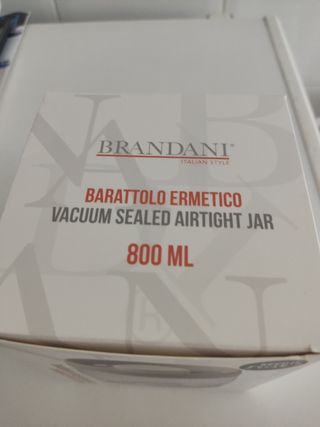 BRANDANI®
ITALIAN STYLE
BARATTOLO ERMETICO
VACUUM SEALED AIRTIGHT JAR
800 ML